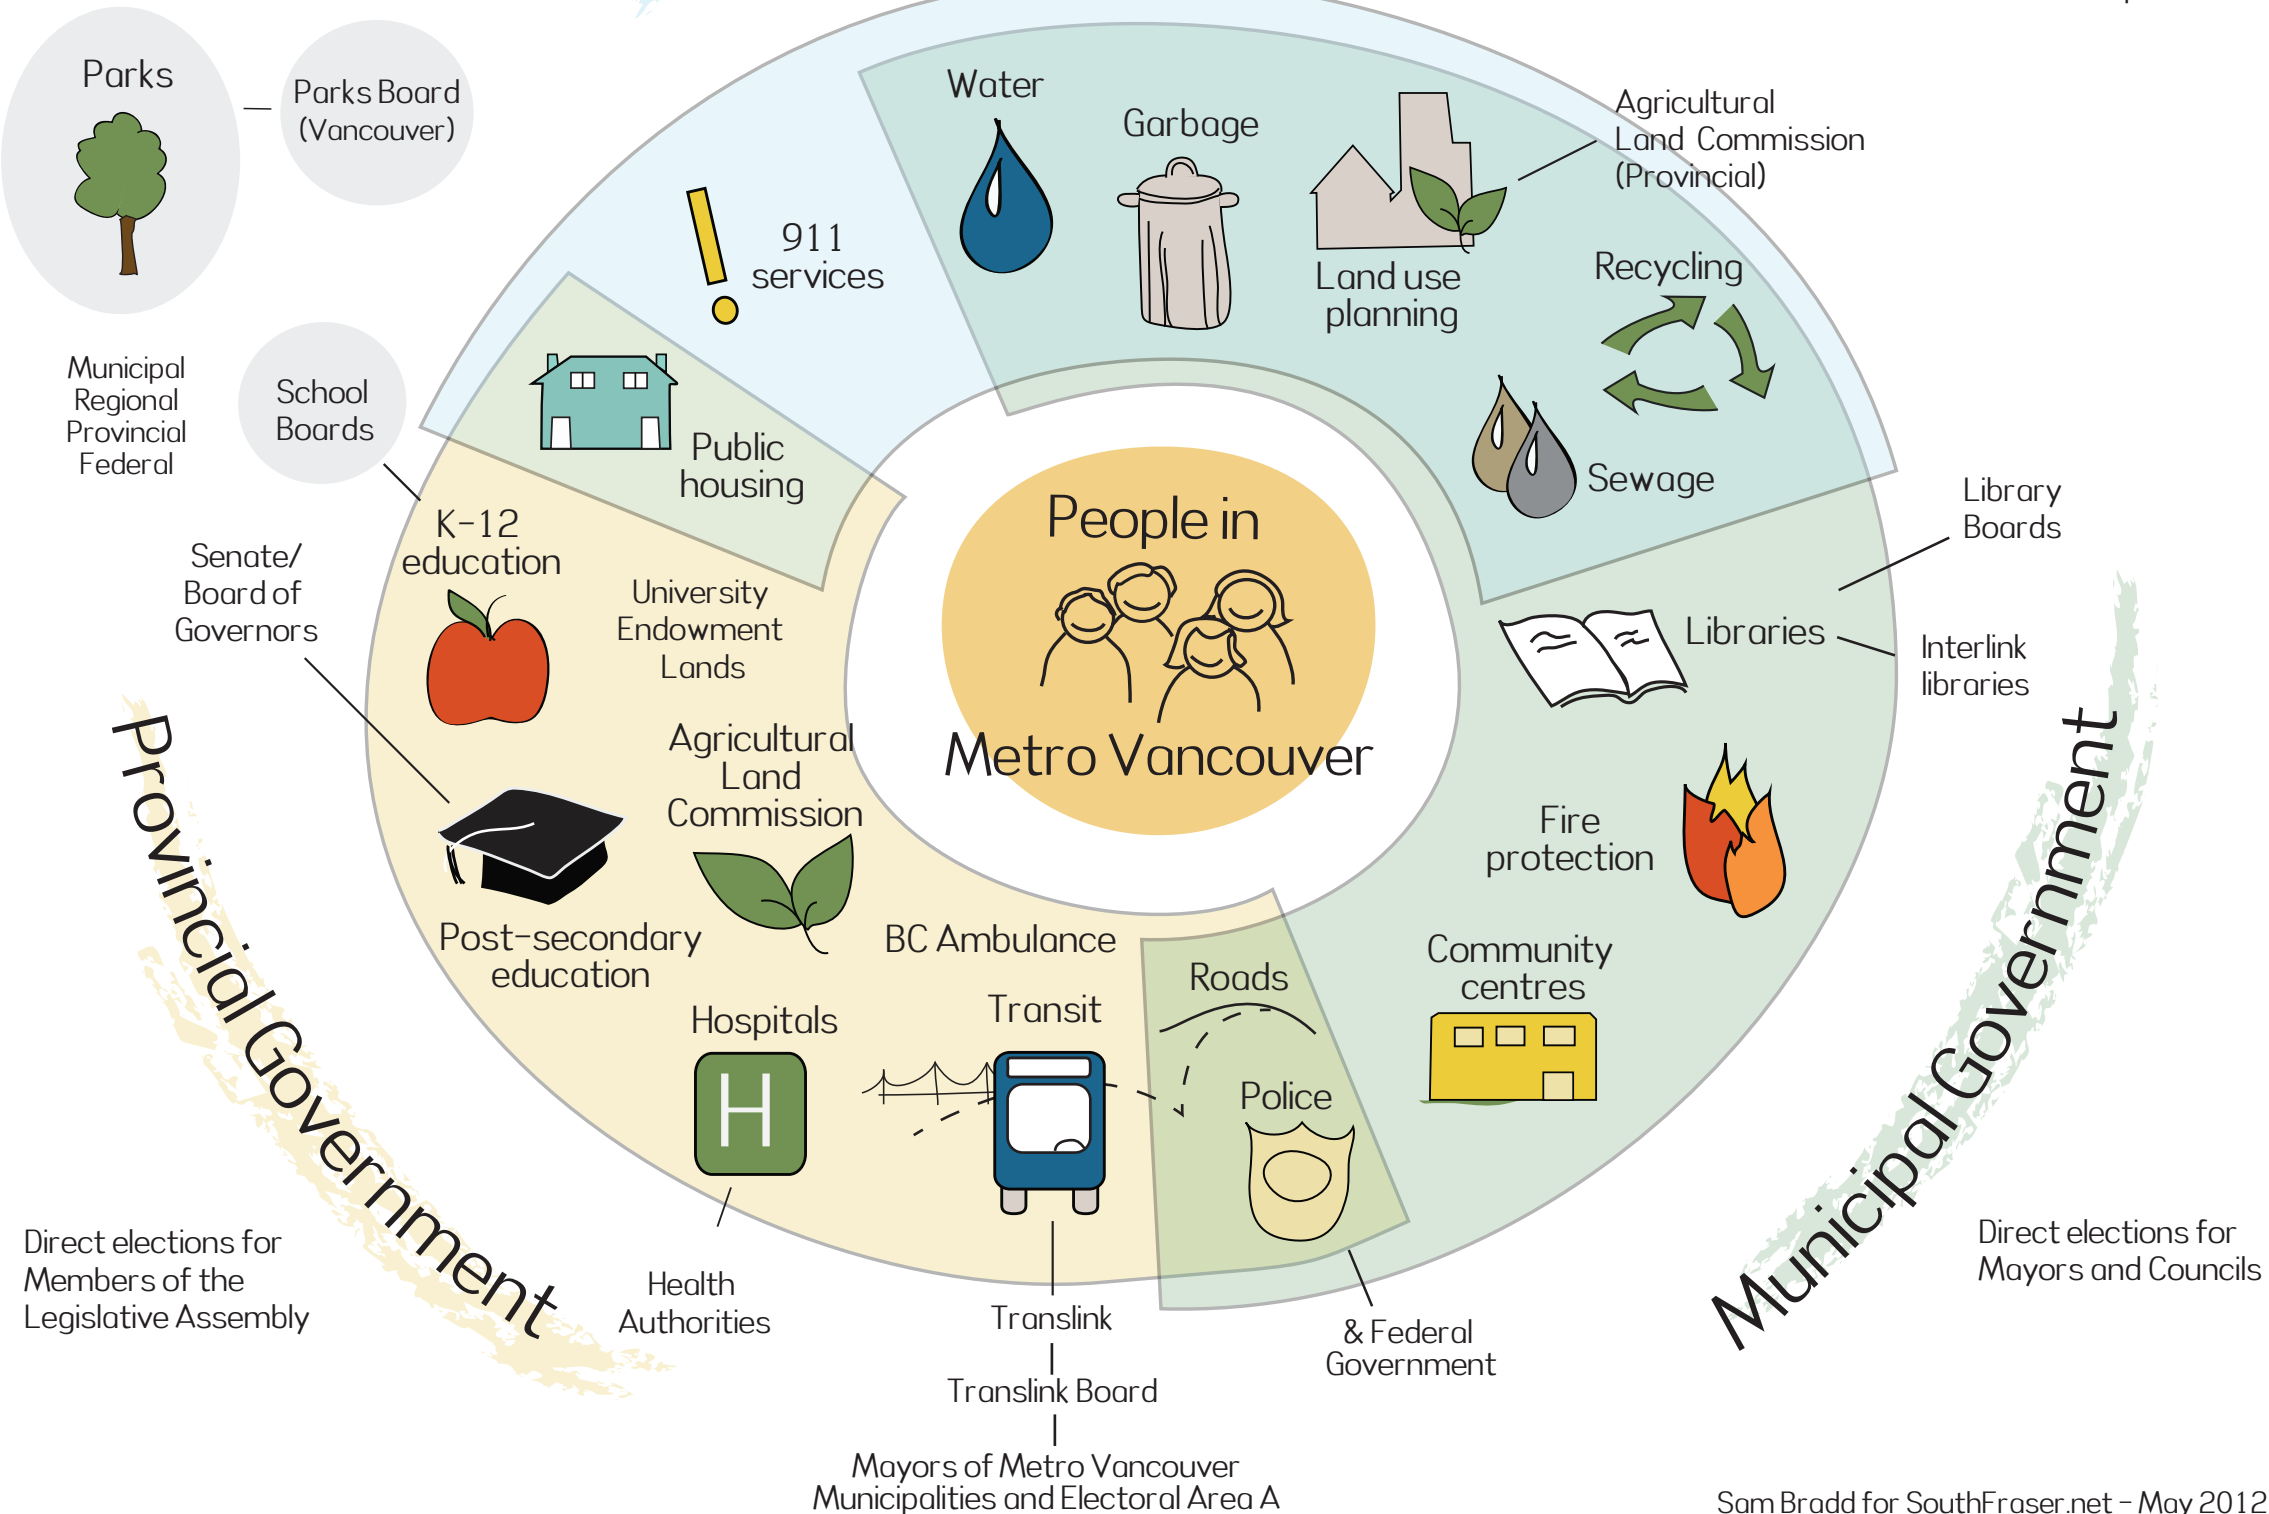 Parks
Parks Board
(Vancouver)
Municipal
Regional
Provincial
Federal
School
Boards
Senate/
Board of
Governors
911
services
Water
Garbage
Land use
planning
Agricultural
Land Commission
(Provincial)
Recycling
Sewage
Public
housing
K-12
education
University
Endowment
Lands
Agricultural
Land
Commission
Post-secondary
education
People in
Metro Vancouver
Library
Boards
Libraries
Interlink
libraries
Fire
protection
Community
centres
BC Ambulance
Hospitals
H
Transit
Roads
Police
Provincial Government
Municipal Government
Direct elections for
Members of the
Legislative Assembly
Health
Authorities
Translink
Translink Board
Mayors of Metro Vancouver
Municipalities and Electoral Area A
& Federal
Government
Direct elections for
Mayors and Councils
Sam Bradd for SouthFraser.net - May 2012